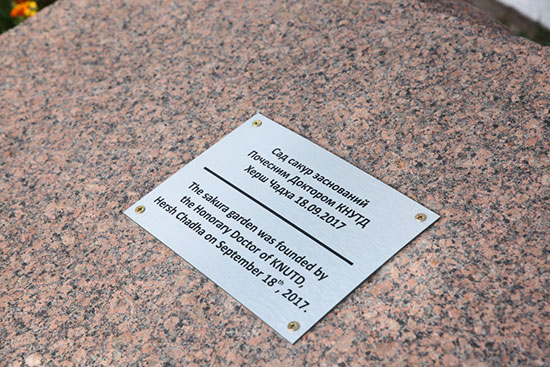 Сад сакур заснований
Почесним Доктором КНУТД
Херш Чадха 18.09.2017
The sakura garden was founded by
the Honorary Doctor of KNUTD,
Hersh Chadha on September 18th, 2017.